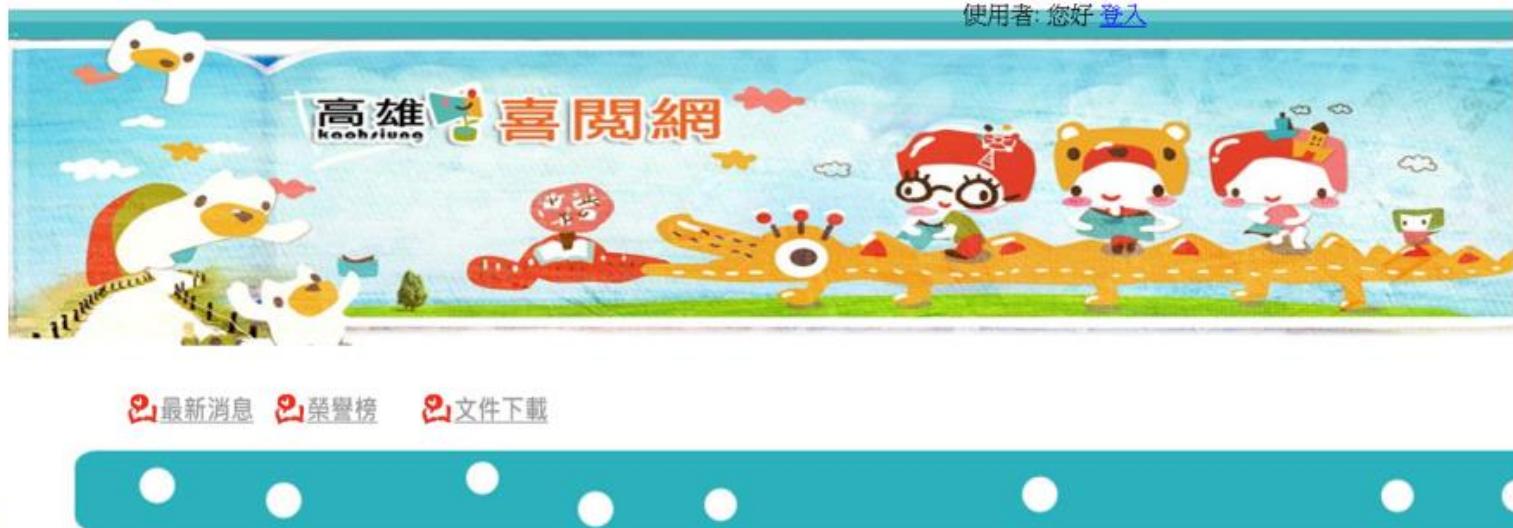 使用者: 您好 登入
高雄 喜閱網
kaohsiung
最新消息 榮譽榜 文件下載